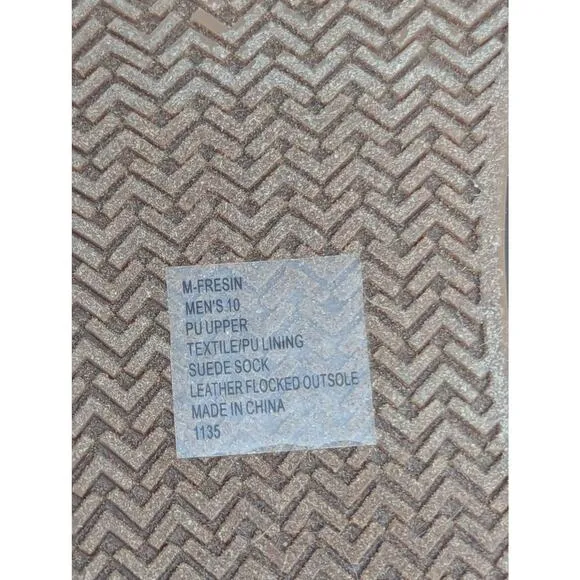 M-FRESIN
MEN'S 10
PU UPPER
TEXTILE/PU LINING
SUEDE SOCK
LEATHER FLOCKED OUTSOLE
MADE IN CHINA
1135